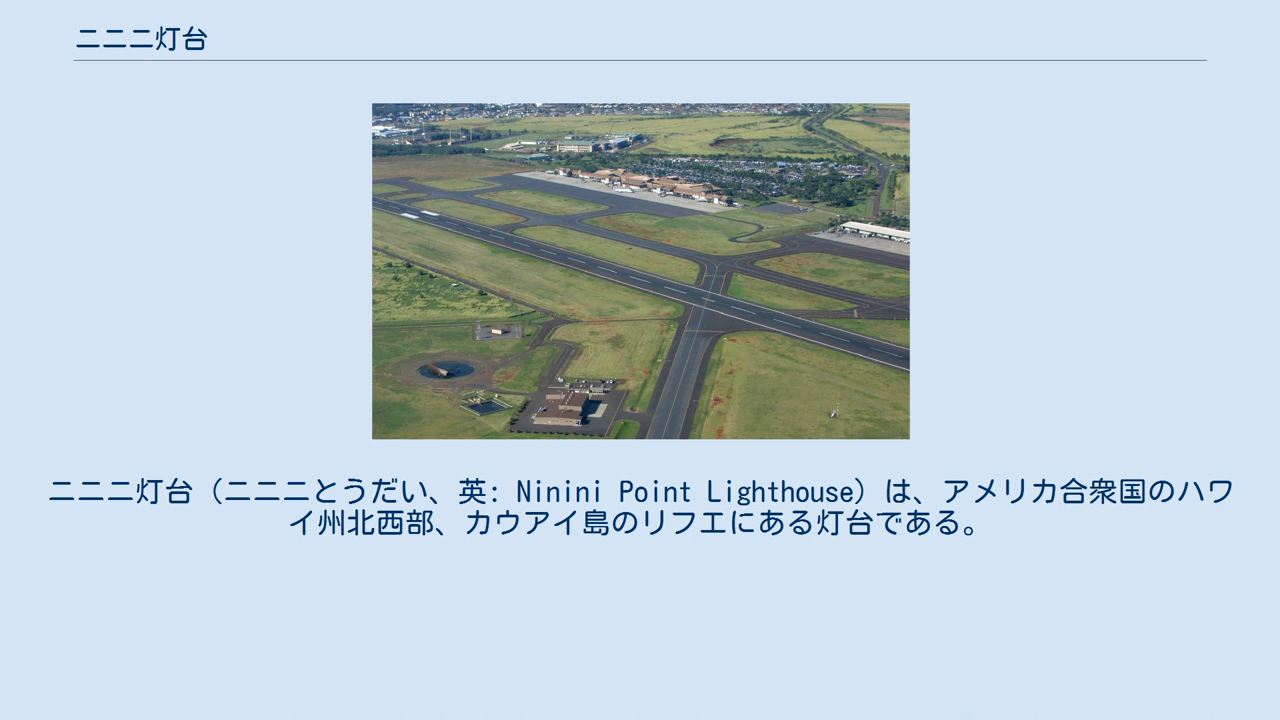 ニニニ灯台
ニニニ灯台（ニニニとうだい、英: Ninini Point Lighthouse）は、アメリカ合衆国のハワ
イ州北西部、カウアイ島のリフエにある灯台である。